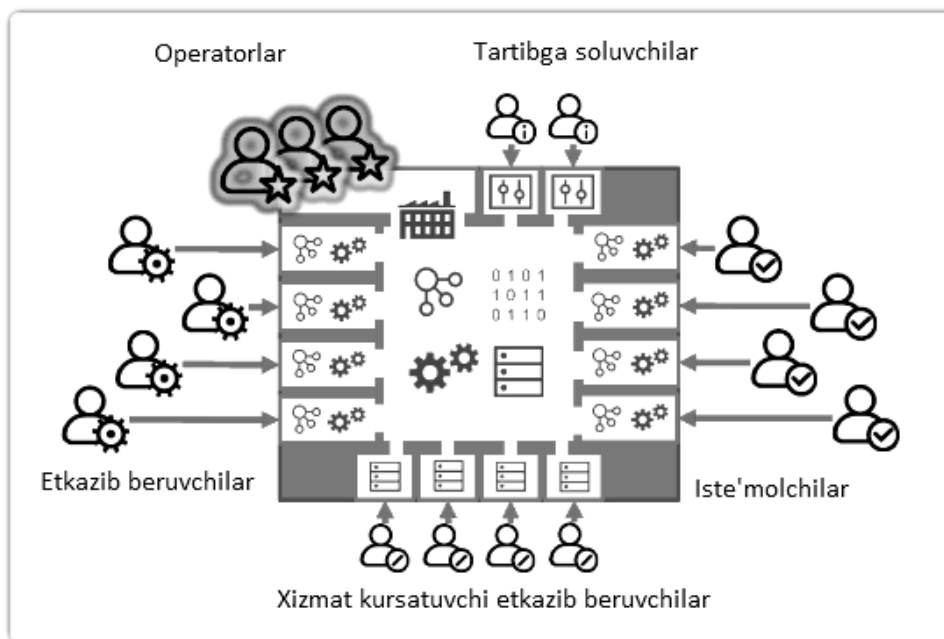 Operatorlar
Tartibga soluvchilar
0 1 0 1
1 0 1 1
0 1 1 0
Etkazib beruvchilar
Iste'molchilar
Xizmat kursatuvchi etkazib beruvchilar